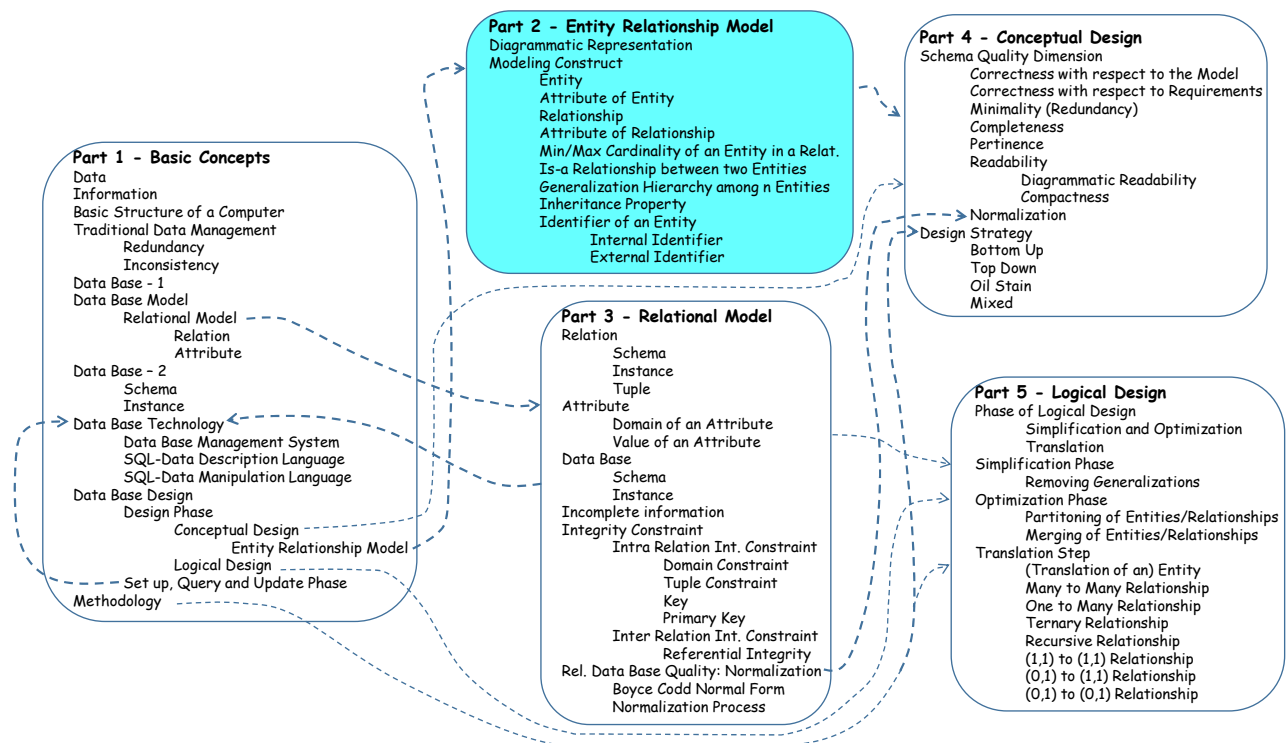 Part 1 - Basic Concepts
Data
Information
Basic Structure of a Computer
Traditional Data Management
Redundancy
Inconsistency
Data Base - 1
Data Base Model
Relational Model
Relation
Attribute
Data Base – 2
Schema
Instance
Data Base Technology
Data Base Management System
SQL-Data Description Language
SQL-Data Manipulation Language
Data Base Design
Design Phase
Conceptual Design
Entity Relationship Model
Logical Design
Set up, Query and Update Phase
Methodology
Part 2 - Entity Relationship Model
Diagrammatic Representation
Modeling Construct
Entity
Attribute of Entity
Relationship
Attribute of Relationship
Min/Max Cardinality of an Entity in a Relat.
Is-a Relationship between two Entities
Generalization Hierarchy among n Entities
Inheritance Property
Identifier of an Entity
Internal Identifier
External Identifier
Part 3 - Relational Model
Relation
Schema
Instance
Tuple
Attribute
Domain of an Attribute
Value of an Attribute
Data Base
Schema
Instance
Incomplete information
Integrity Constraint
Intra Relation Int. Constraint
Domain Constraint
Tuple Constraint
Key
Primary Key
Inter Relation Int. Constraint
Referential Integrity
Rel. Data Base Quality: Normalization
Boyce Codd Normal Form
Normalization Process
Part 4 - Conceptual Design
Schema Quality Dimension
Correctness with respect to the Model
Correctness with respect to Requirements
Minimality (Redundancy)
Completeness
Pertinence
Readability
Diagrammatic Readability
Compactness
Normalization
Design Strategy
Bottom Up
Top Down
Oil Stain
Mixed
Part 5 - Logical Design
Phase of Logical Design
Simplification and Optimization
Translation
Simplification Phase
Removing Generalizations
Optimization Phase
Partitoning of Entities/Relationships
Merging of Entities/Relationships
Translation Step
(Translation of an) Entity
Many to Many Relationship
One to Many Relationship
Ternary Relationship
Recursive Relationship
(1,1) to (1,1) Relationship
(0,1) to (1,1) Relationship
(0,1) to (0,1) Relationship